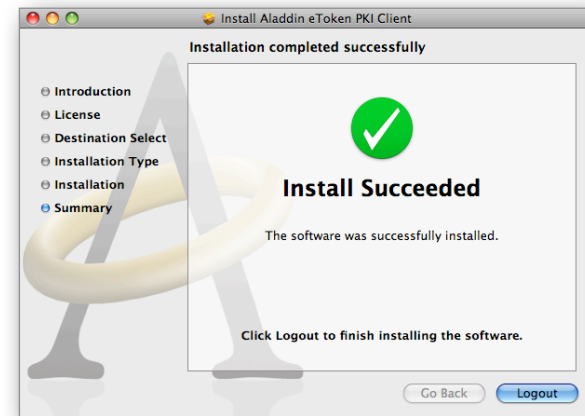 Install Aladdin eToken PKI Client
Installation completed successfully
Introduction
License
Destination Select
Installation Type
Installation
Summary
Install Succeeded
The software was successfully installed.
Click Logout to finish installing the software.
Go Back
Logout